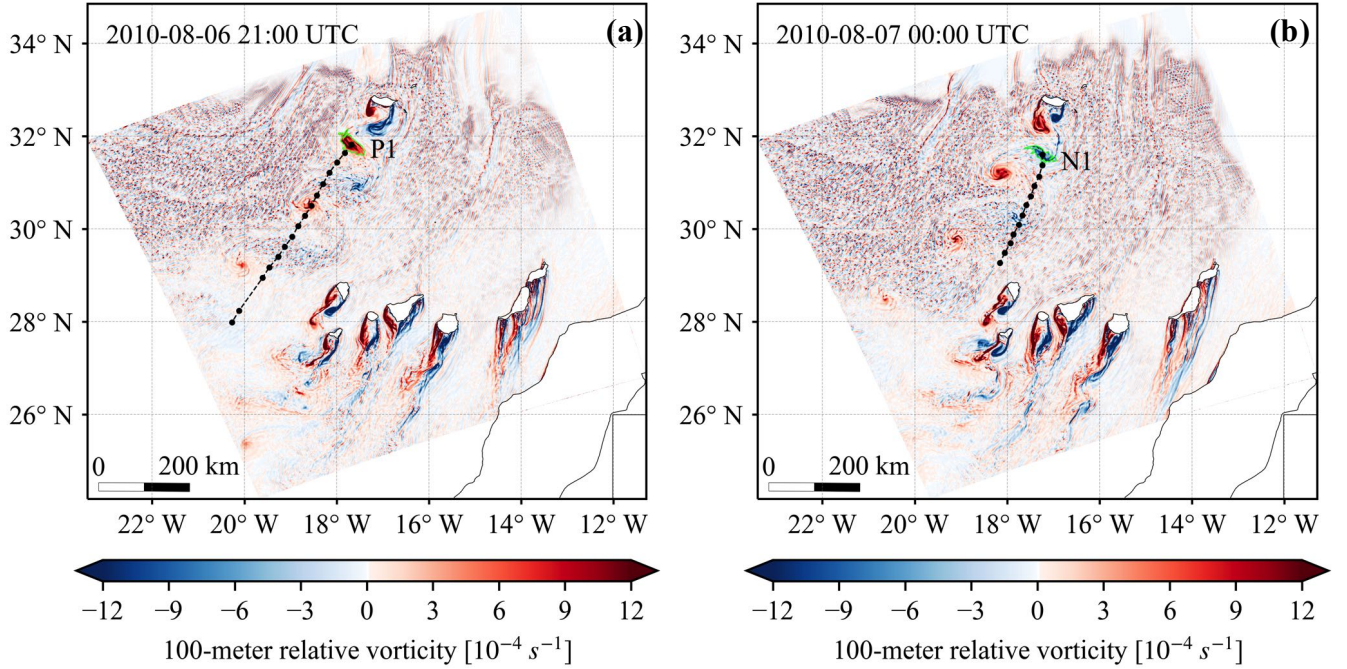 2010-08-06 21:00 UTC
(a)
34° N
32° N
30° N
28° N
26° N
P1
0 200 km
22° W 20° W 18° W 16° W 14° W 12° W
−12 −9 −6 −3 0 3 6 9 12
100-meter relative vorticity [10⁻⁴ s⁻¹]
2010-08-07 00:00 UTC
(b)
34° N
32° N
30° N
28° N
26° N
N1
0 200 km
22° W 20° W 18° W 16° W 14° W 12° W
−12 −9 −6 −3 0 3 6 9 12
100-meter relative vorticity [10⁻⁴ s⁻¹]